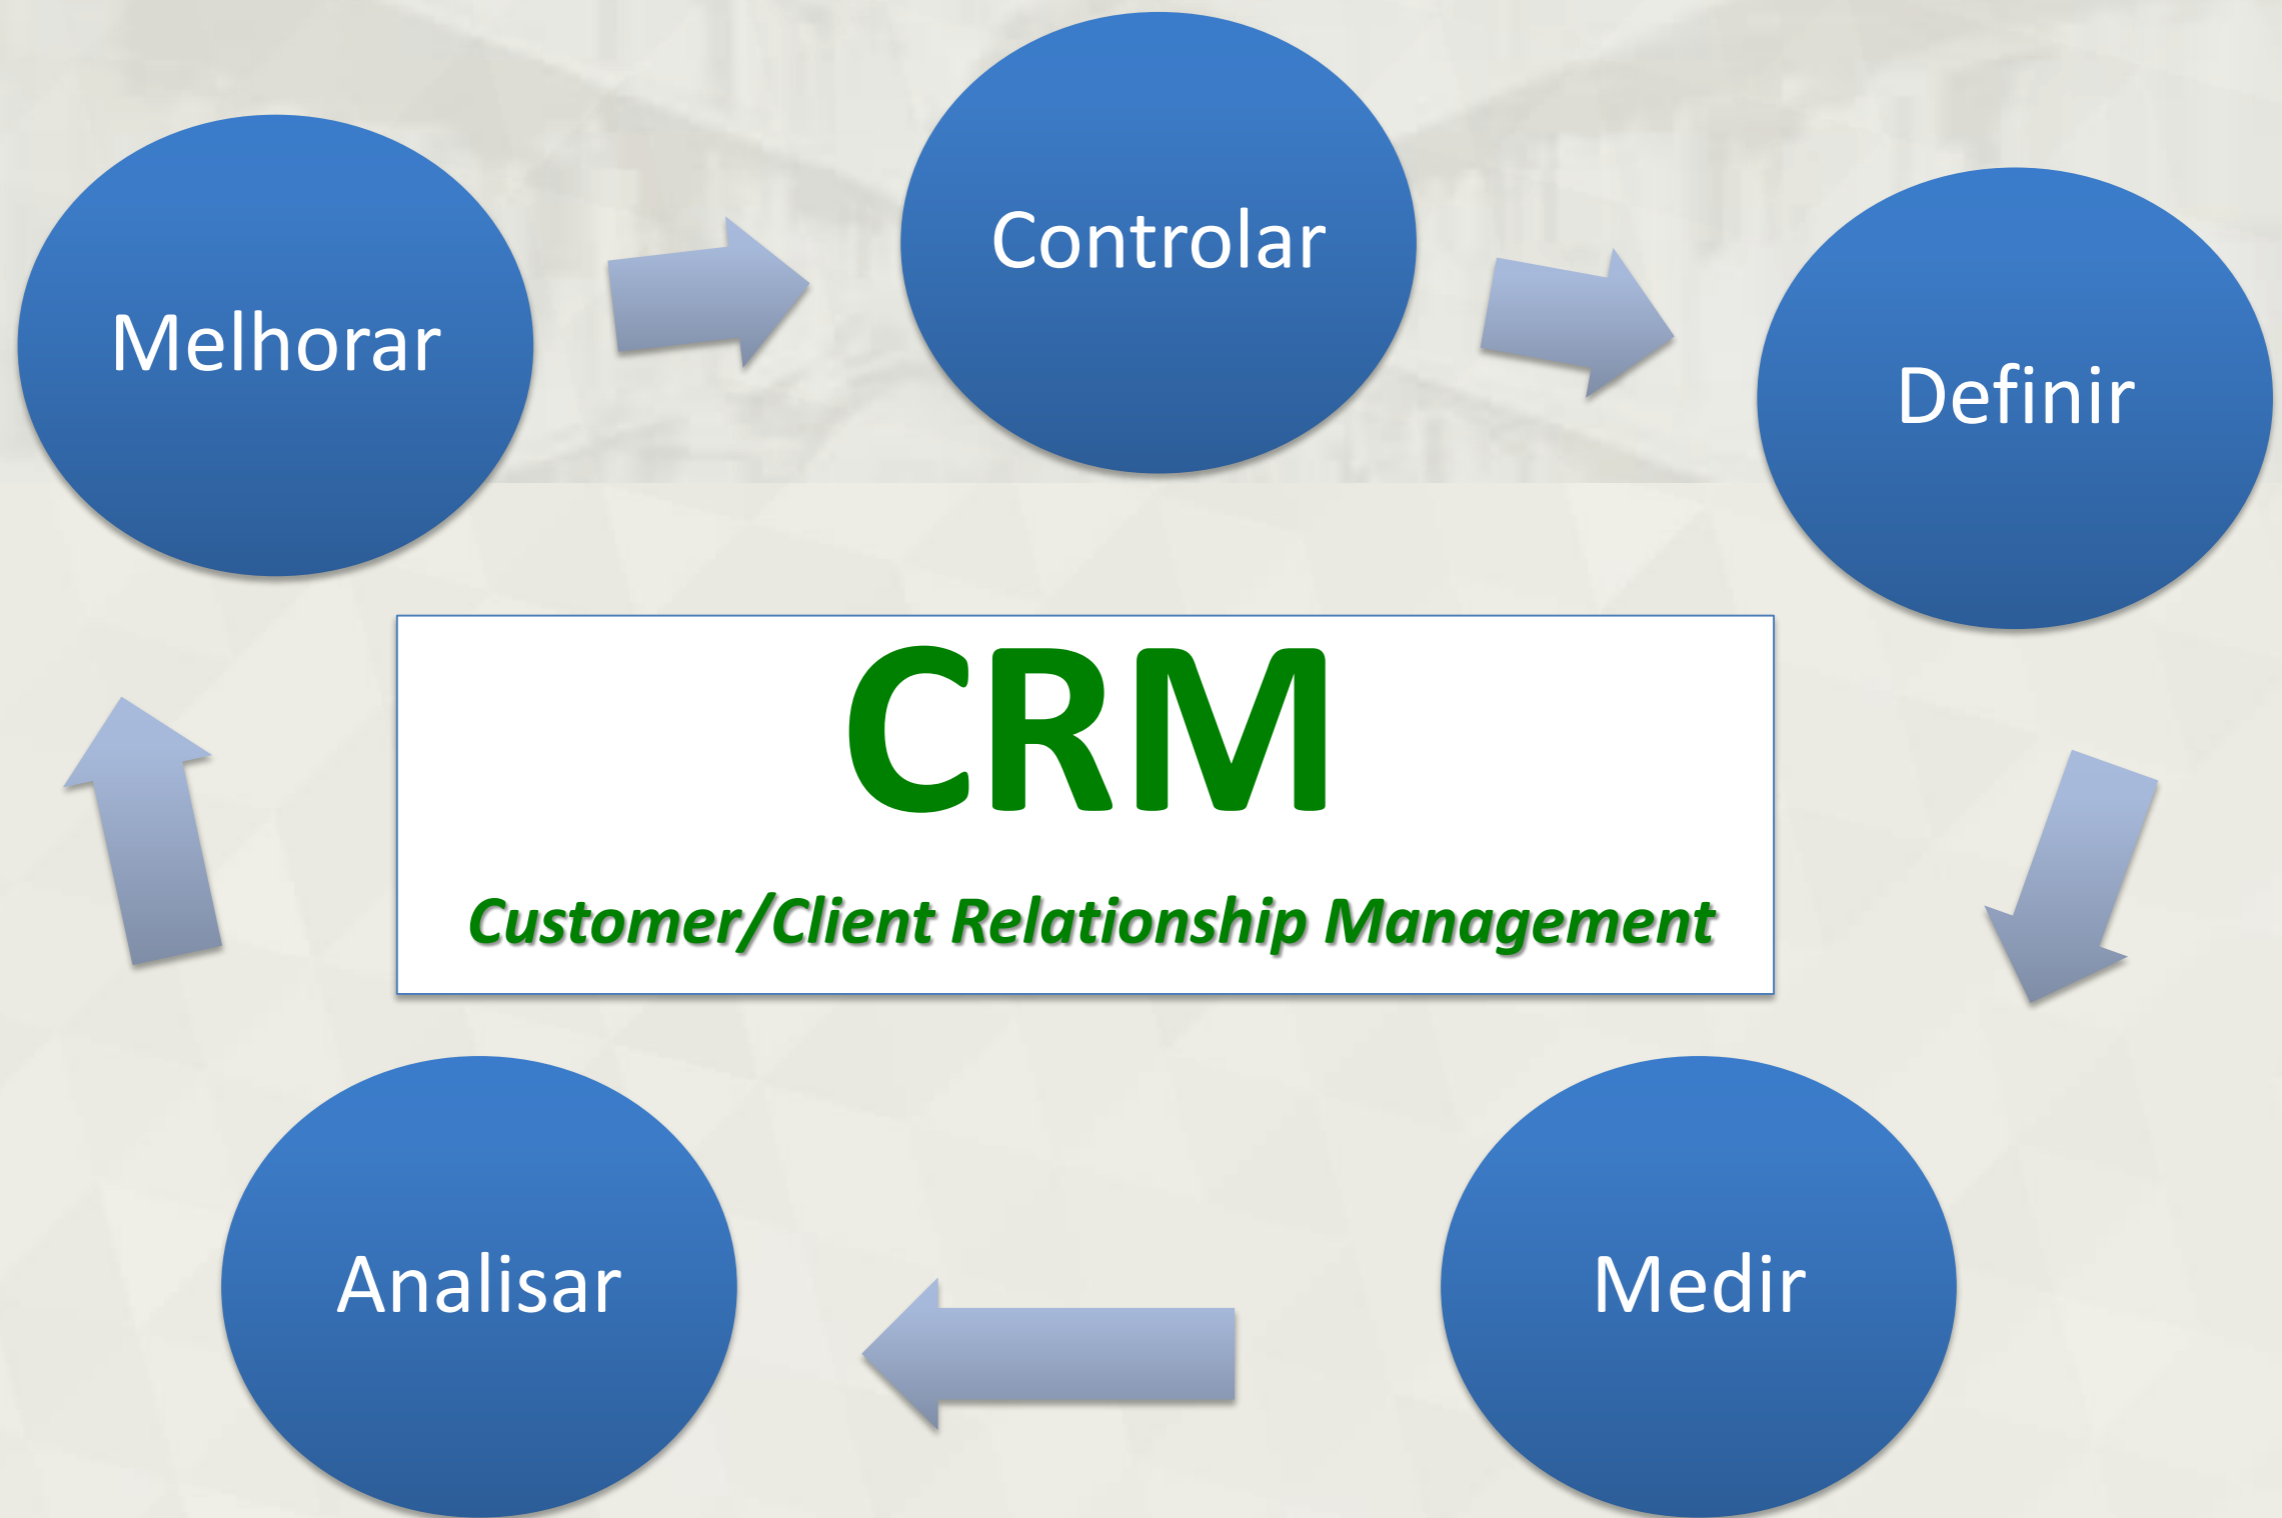 Controlar
Melhorar
Definir
CRM
Customer/Client Relationship Management
Analisar
Medir